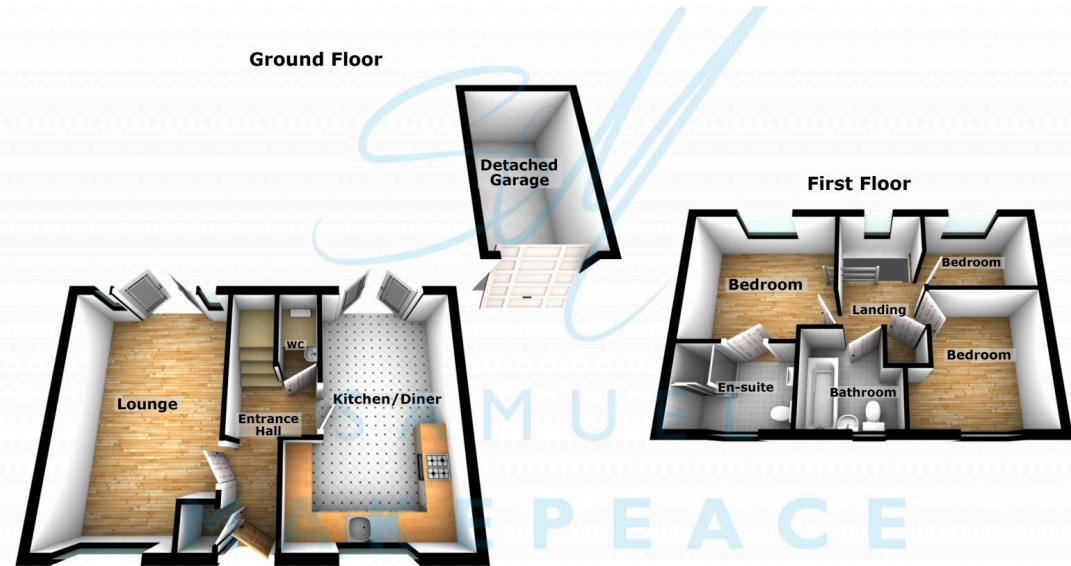 Ground Floor
Detached
Garage
First Floor
Bedroom
Bedroom
Landing
Bedroom
En-suite
Bathroom
WC
Lounge
Kitchen/Diner
Entrance
Hall
SAMUEL
MAKEPEACE